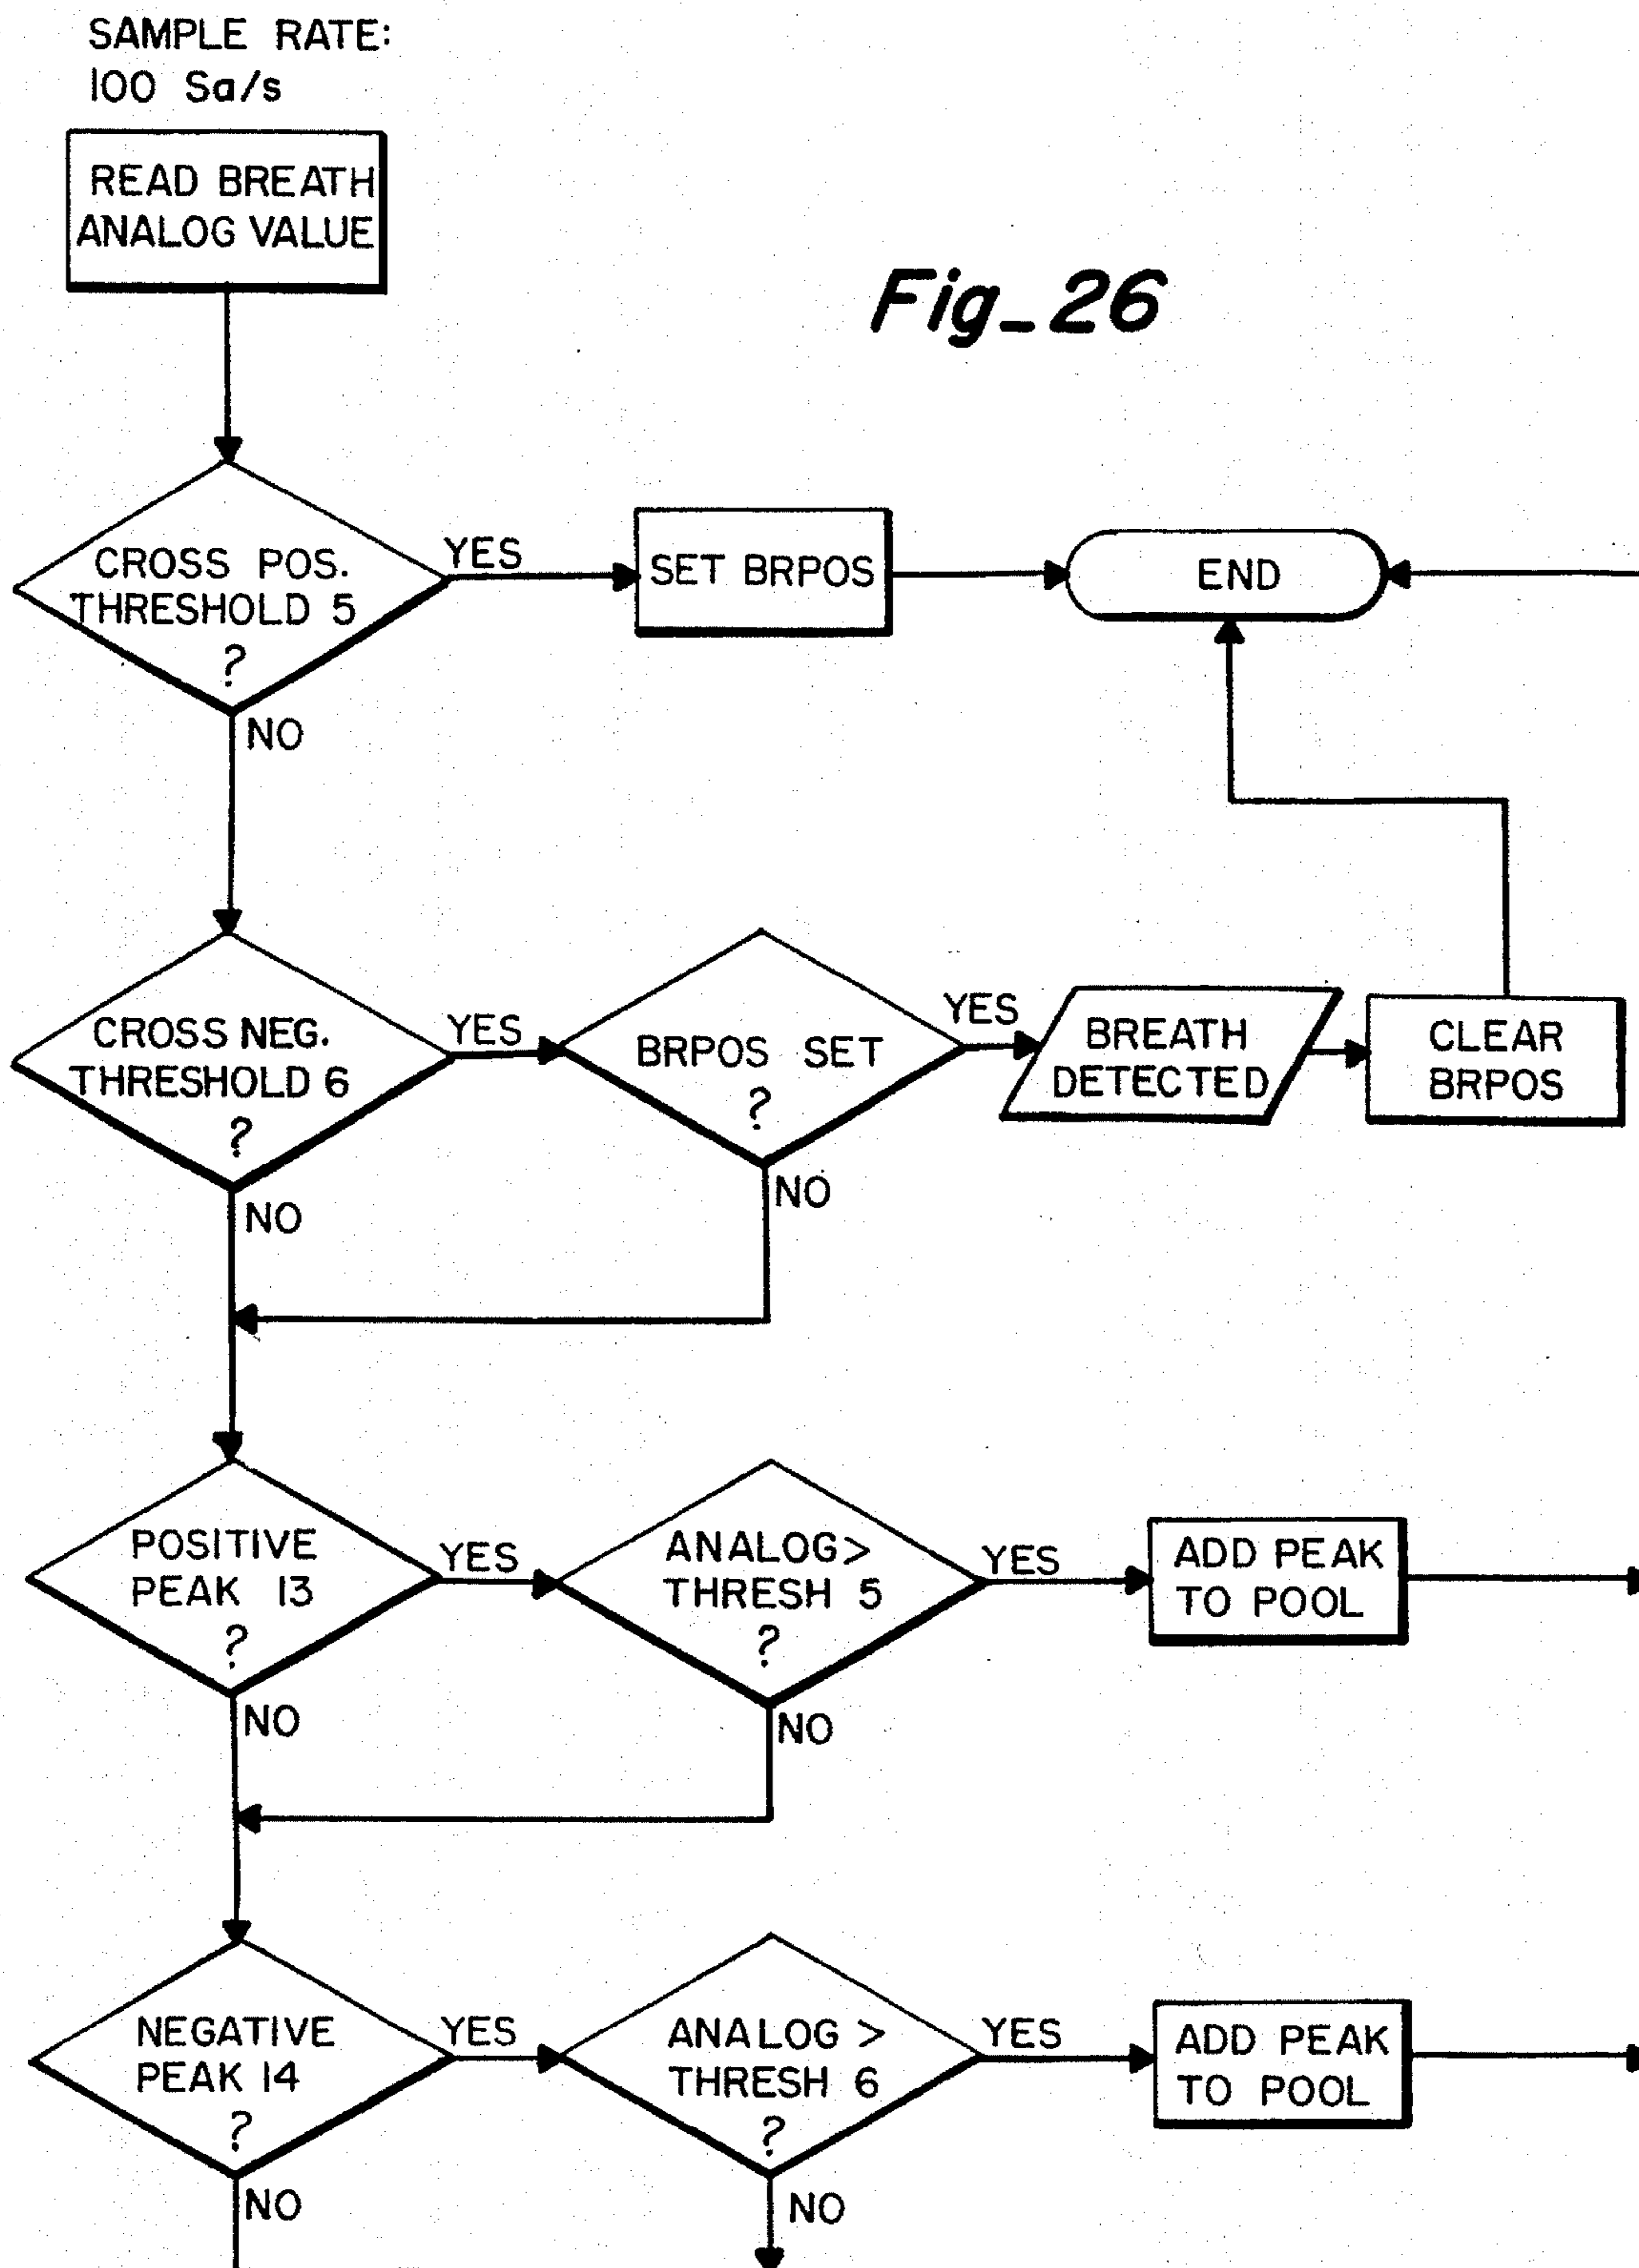 SAMPLE RATE:
100 Sa/s
READ BREATH
ANALOG VALUE
Fig_26
CROSS POS.
THRESHOLD 5
?
YES
SET BRPOS
END
NO
CROSS NEG.
THRESHOLD 6
?
YES
BRPOS SET
?
YES
BREATH
DETECTED
CLEAR
BRPOS
NO
NO
POSITIVE
PEAK 13
?
YES
ANALOG >
THRESH 5
?
YES
ADD PEAK
TO POOL
NO
NO
NEGATIVE
PEAK 14
?
YES
ANALOG >
THRESH 6
?
YES
ADD PEAK
TO POOL
NO
NO